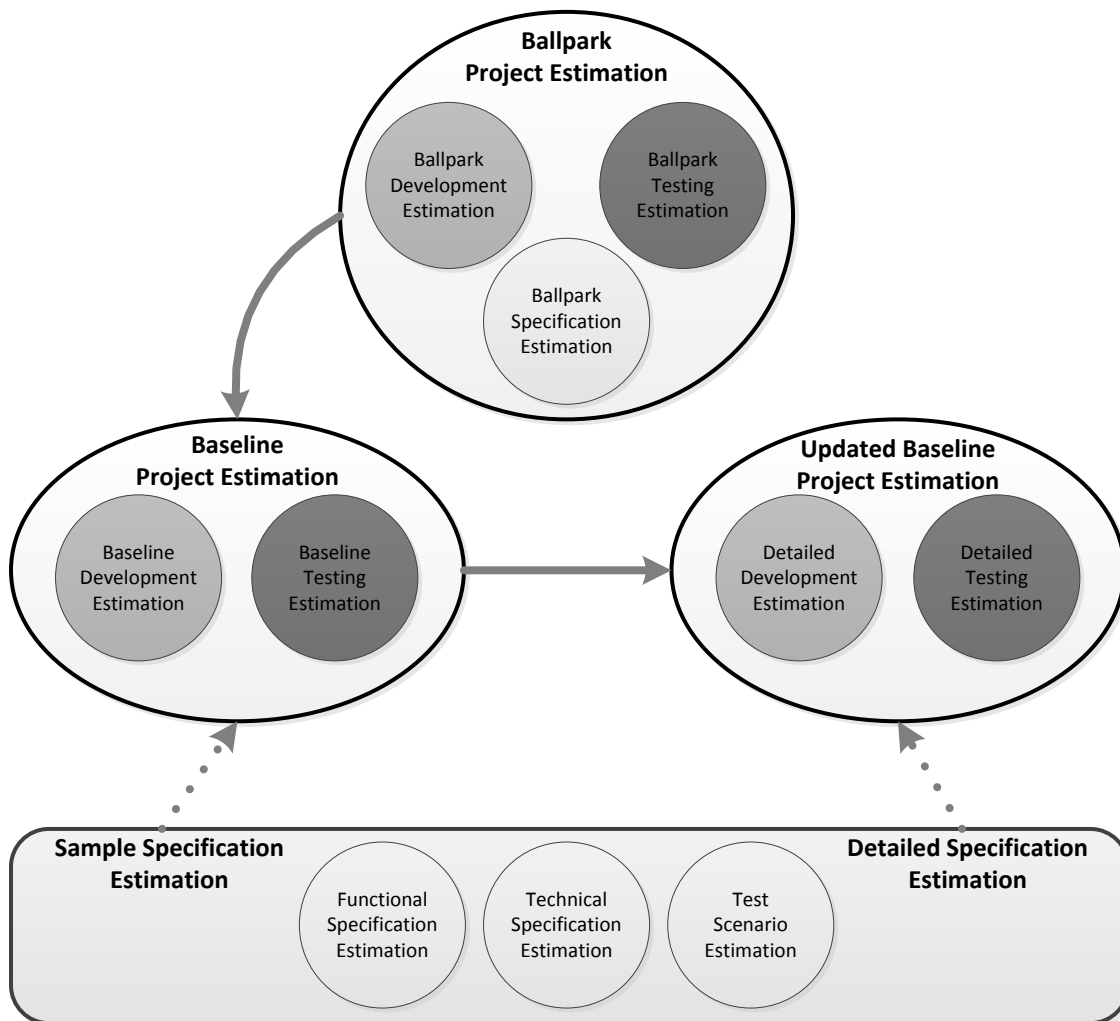 Ballpark
Project Estimation
Ballpark
Development
Estimation
Ballpark
Testing
Estimation
Ballpark
Specification
Estimation
Baseline
Project Estimation
Baseline
Development
Estimation
Baseline
Testing
Estimation
Updated Baseline
Project Estimation
Detailed
Development
Estimation
Detailed
Testing
Estimation
Sample Specification
Estimation
Functional
Specification
Estimation
Technical
Specification
Estimation
Test
Scenario
Estimation
Detailed Specification
Estimation